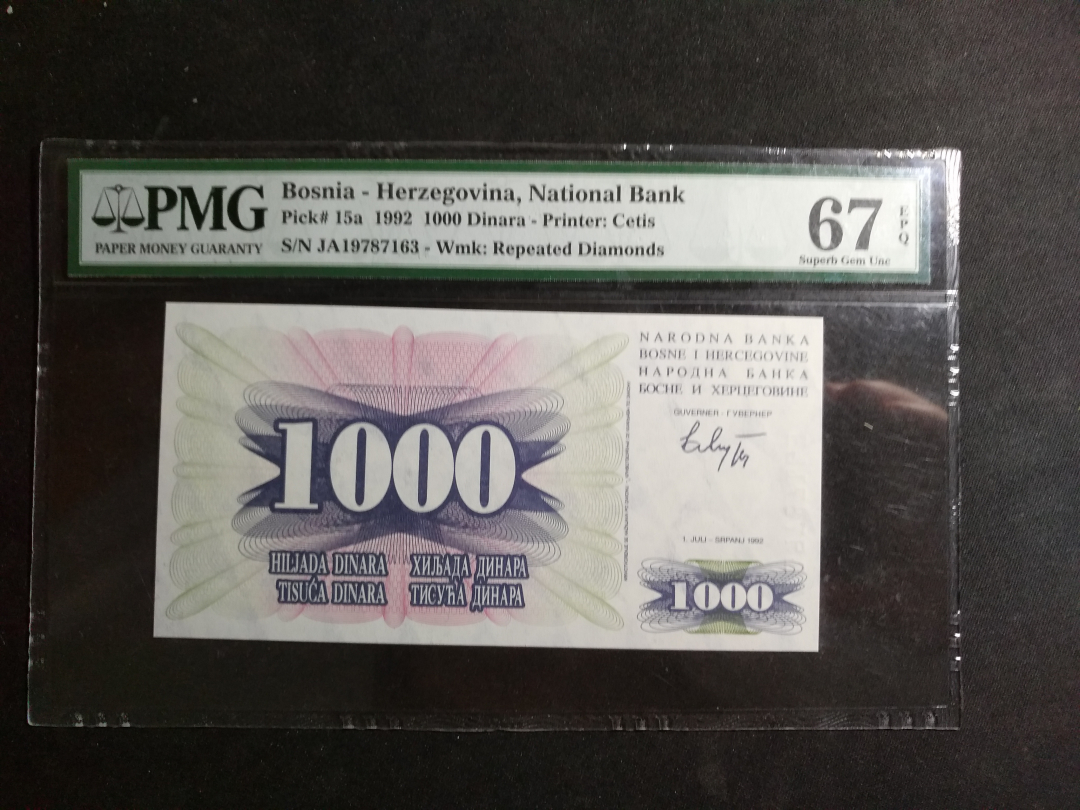 PMG
PAPER MONEY GUARANTY
Bosnia - Herzegovina, National Bank
Pick# 15a 1992 1000 Dinara - Printer: Cetis
S/N JA19787163 - Wmk: Repeated Diamonds
67
EPQ
Superb Gem Unc
NARODNA BANKA
BOSNE I HERCEGOVINE
НАРОДНА БАНКА
БОСНЕ И ХЕРЦЕГОВИНЕ
GUVERNER - ГУВЕРНЕР
1. JULI - SRPANJ 1992
1000
HILJADA DINARA ХИЉАДА ДИНАРА
TISUĆA DINARA ТИСУЋА ДИНАРА
1000